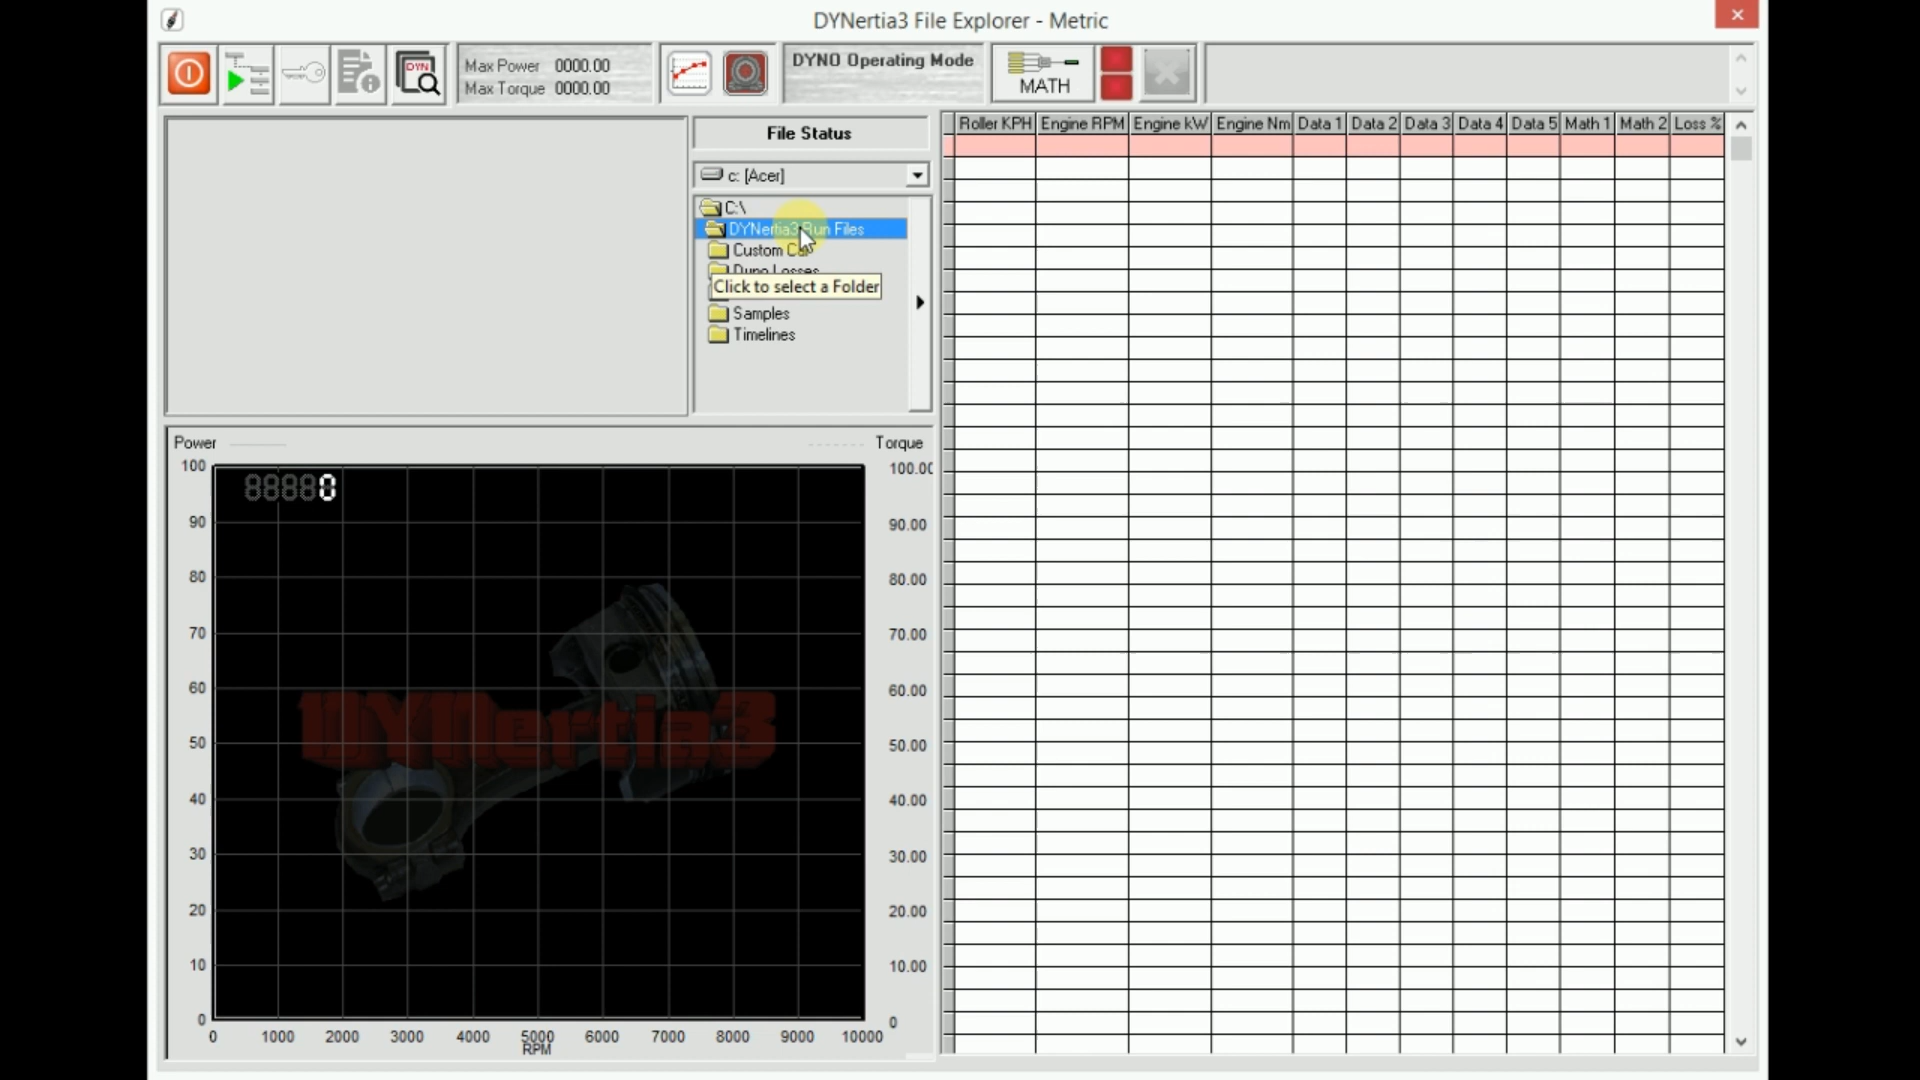 DYNertia3 File Explorer - Metric
DYN
Max Power 0000.00
Max Torque 0000.00
DYNO Operating Mode
MATH
File Status
c: [Acer]
C:\
DYNertia3 Run Files
Custom Car
Dyno Losses
Click to select a Folder
Samples
Timelines
Roller KPH Engine RPM Engine kW Engine Nm Data 1 Data 2 Data 3 Data 4 Data 5 Math 1 Math 2 Loss %
Power Torque
100 100.00
90 90.00
80 80.00
70 70.00
60 60.00
50 50.00
40 40.00
30 30.00
20 20.00
10 10.00
0 0
88880
DYNertia3
0 1000 2000 3000 4000 5000 6000 7000 8000 9000 10000
RPM